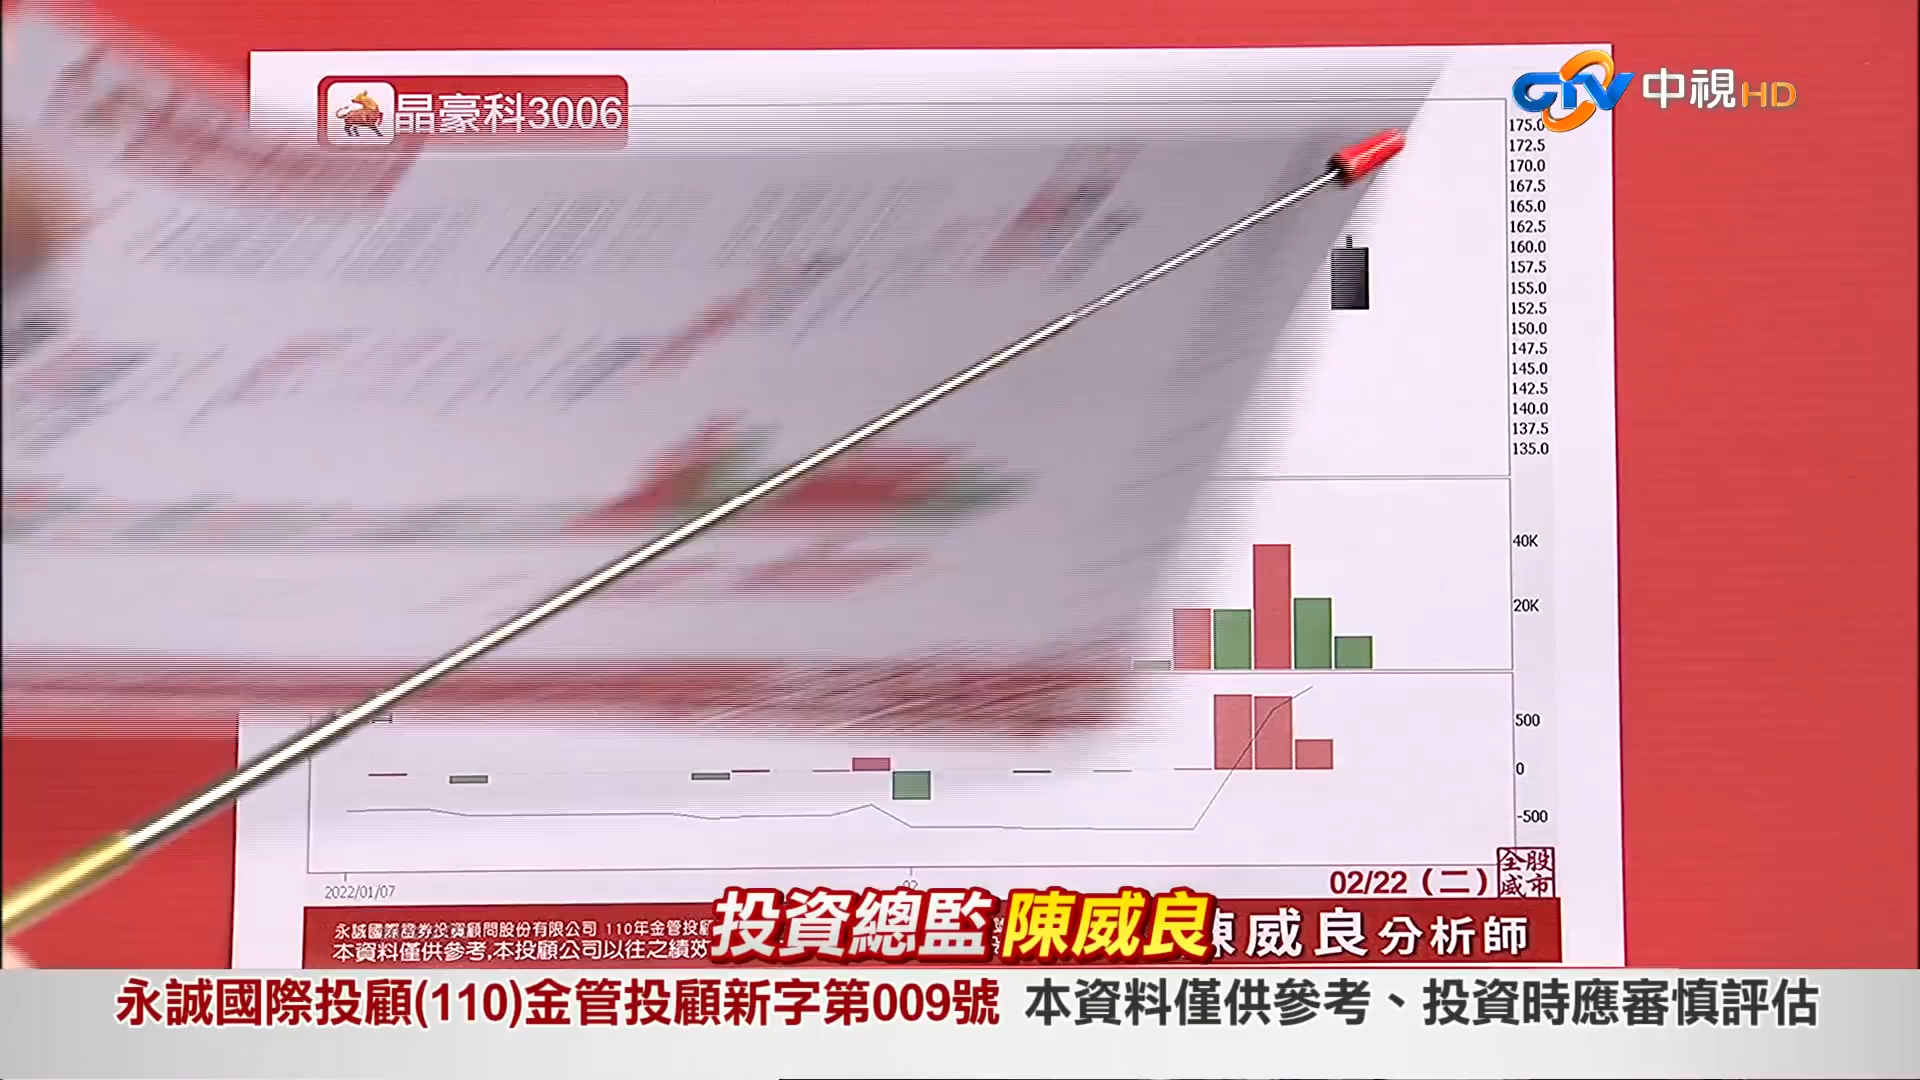 晶豪科3006
CTV中視HD
175.0
172.5
170.0
167.5
165.0
162.5
160.0
157.5
155.0
152.5
150.0
147.5
145.0
142.5
140.0
137.5
135.0
40K
20K
500
0
-500
2022/01/07
02/22（二）
全股
威市
永誠國際證券投資顧問股份有限公司 110年金管投顧
本資料僅供參考,本投顧公司以往之績效
投資總監 陳威良
威良分析師
永誠國際投顧(110)金管投顧新字第009號 本資料僅供參考、投資時應審慎評估